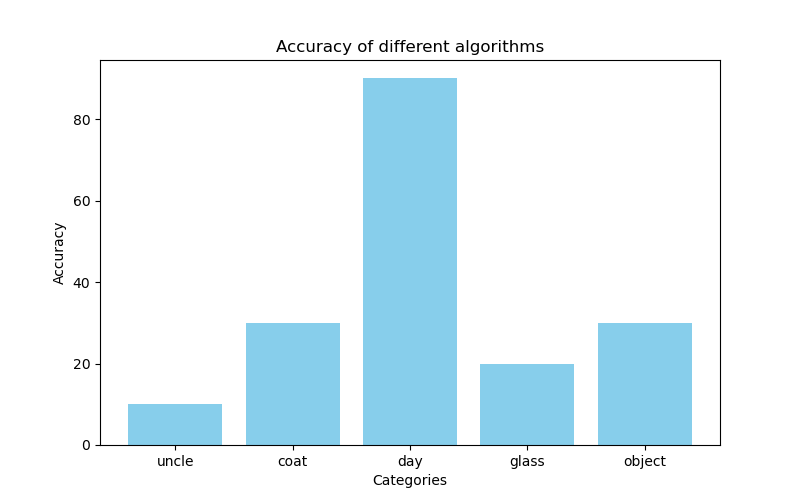 Accuracy of different algorithms
80
60
40
20
0
Accuracy
uncle coat day glass object
Categories